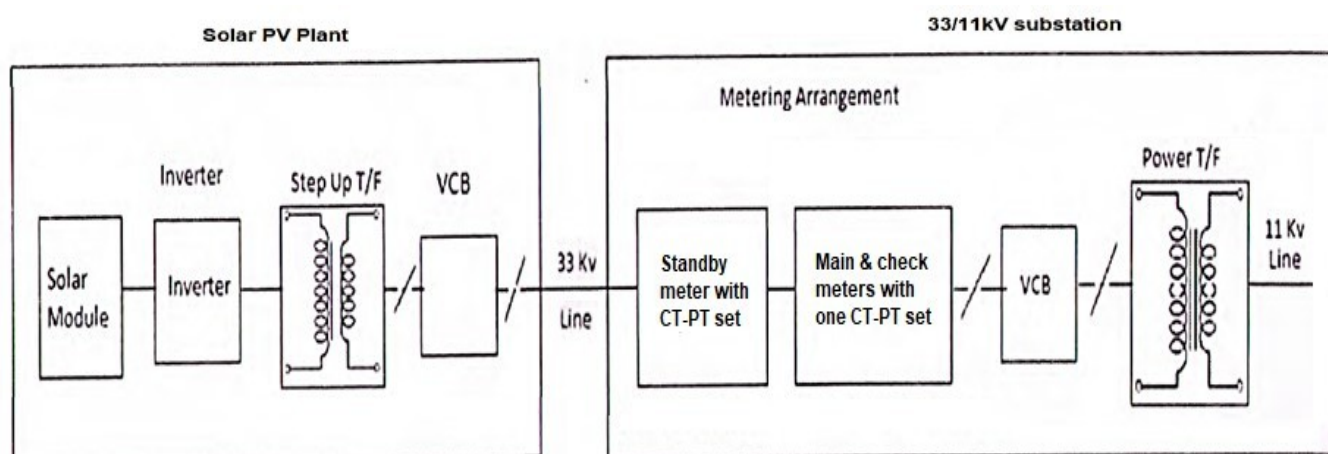 Solar PV Plant
33/11kV substation
Metering Arrangement
Inverter
Step Up T/F
VCB
Power T/F
Solar
Module
Inverter
33 Kv
Line
Standby
meter with
CT-PT set
Main & check
meters with
one CT-PT set
VCB
11 Kv
Line